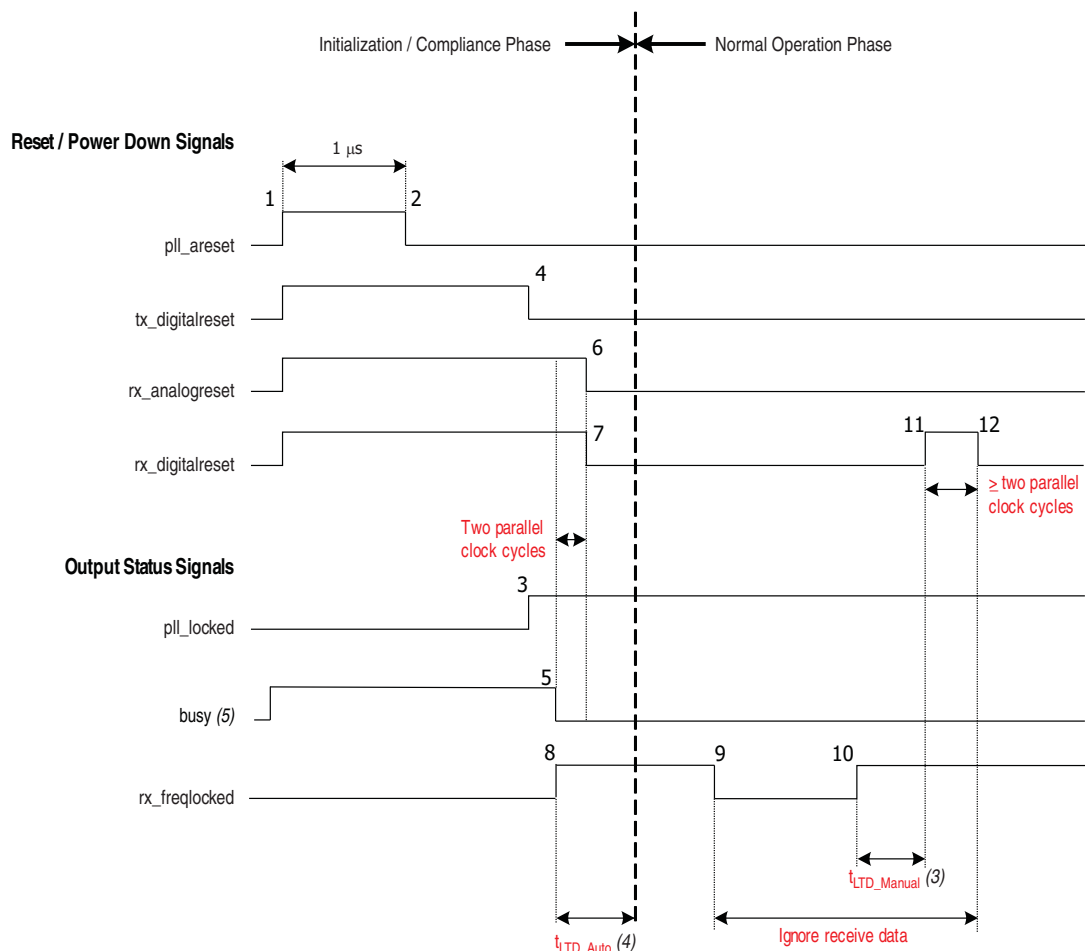 Initialization / Compliance Phase
Normal Operation Phase
Reset / Power Down Signals
1 μs
1
2
pll_areset
4
tx_digitalreset
6
rx_analogreset
7
11
12
rx_digitalreset
≥ two parallel
clock cycles
Two parallel
clock cycles
Output Status Signals
3
pll_locked
5
busy (5)
8
9
10
rx_freqlocked
tLTD_Manual (3)
Ignore receive data
tLTD_Auto (4)